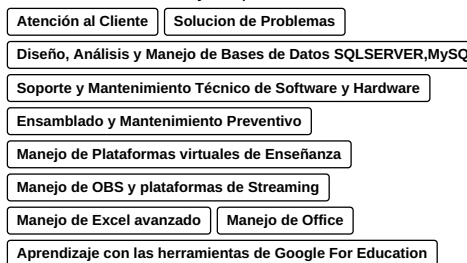 Atención al Cliente Solucion de Problemas
Diseño, Análisis y Manejo de Bases de Datos SQLSERVER,MySQ
Soporte y Mantenimiento Técnico de Software y Hardware
Ensamblado y Mantenimiento Preventivo
Manejo de Plataformas virtuales de Enseñanza
Manejo de OBS y plataformas de Streaming
Manejo de Excel avanzado Manejo de Office
Aprendizaje con las herramientas de Google For Education